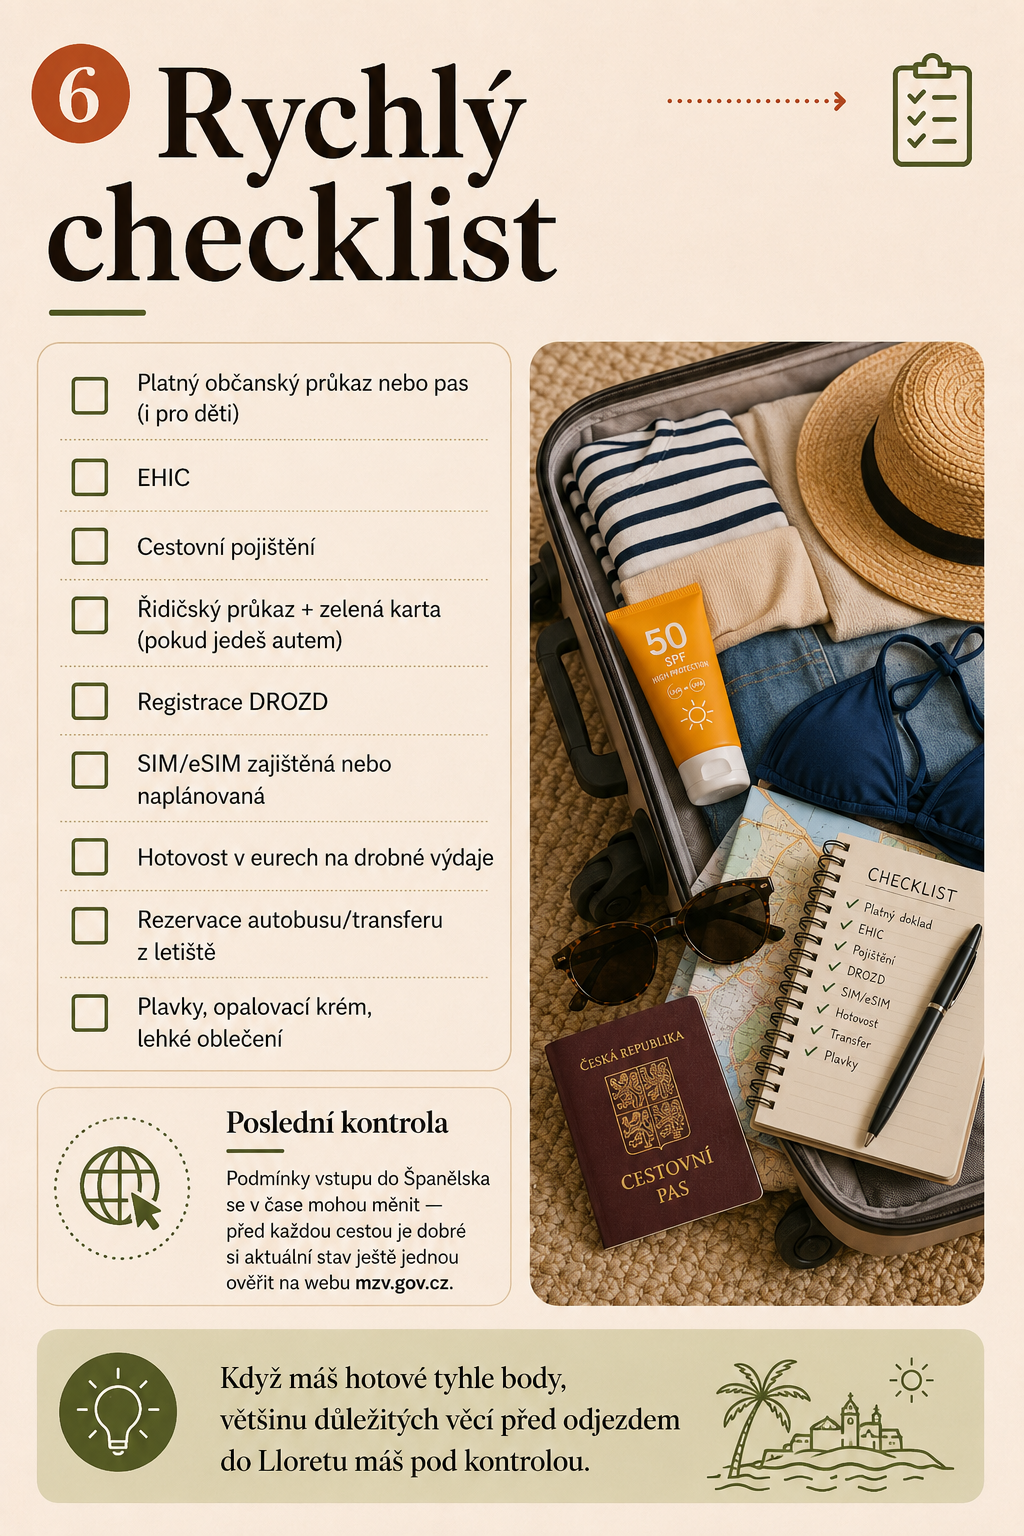 6
Rychlý
checklist
Platný občanský průkaz nebo pas
(i pro děti)
EHIC
Cestovní pojištění
Řidičský průkaz + zelená karta
(pokud jedeš autem)
Registrace DROZD
SIM/eSIM zajištěná nebo
naplánovaná
Hotovost v eurech na drobné výdaje
Rezervace autobusu/transferu
z letiště
Plavky, opalovací krém,
lehké oblečení
50
SPF
HIGH PROTECTION
CHECKLIST
Platný doklad
EHIC
Pojištění
DROZD
SIM/eSIM
Hotovost
Transfer
Plavky
ČESKÁ REPUBLIKA
CESTOVNÍ
PAS
Poslední kontrola
Podmínky vstupu do Španělska
se v čase mohou měnit —
před každou cestou je dobré
si aktuální stav ještě jednou
ověřit na webu mzv.gov.cz.
Když máš hotové tyhle body,
většinu důležitých věcí před odjezdem
do Lloretu máš pod kontrolou.